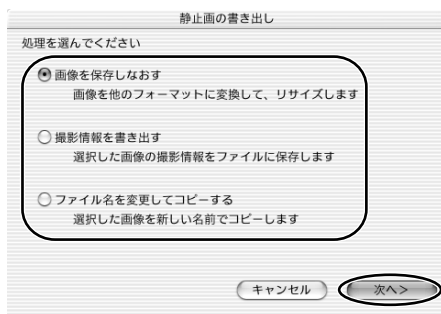 静止画の書き出し
処理を選んでください
画像を保存しなおす
画像を他のフォーマットに変換して、リサイズします
撮影情報を書き出す
選択した画像の撮影情報をファイルに保存します
ファイル名を変更してコピーする
選択した画像を新しい名前でコピーします
キャンセル 次へ>